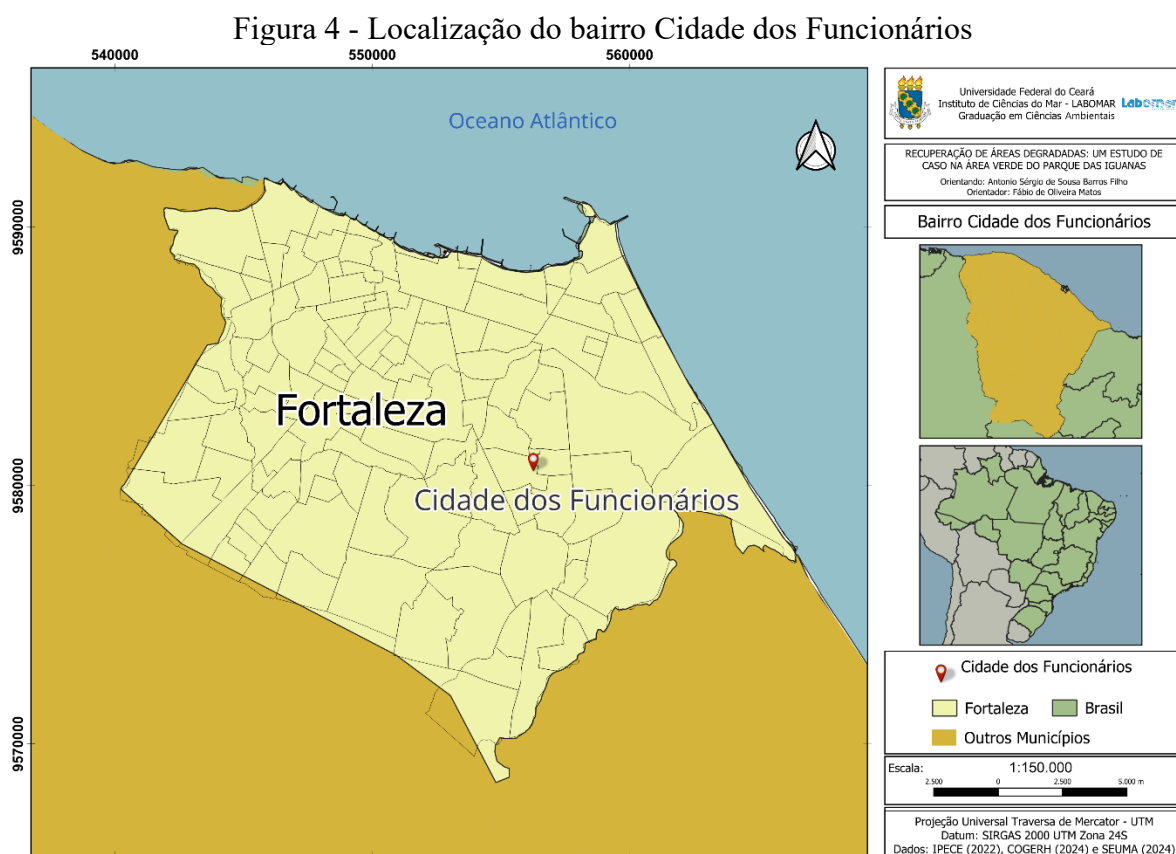 Figura 4 - Localização do bairro Cidade dos Funcionários
540000
550000
560000
9590000
9580000
9570000
Oceano Atlântico
Fortaleza
Cidade dos Funcionários
Universidade Federal do Ceará
Instituto de Ciências do Mar - LABOMAR
Graduação em Ciências Ambientais
Labomar
RECUPERAÇÃO DE ÁREAS DEGRADADAS: UM ESTUDO DE
CASO NA ÁREA VERDE DO PARQUE DAS IGUANAS
Orientando: Antonio Sérgio de Sousa Barros Filho
Orientador: Fábio de Oliveira Matos
Bairro Cidade dos Funcionários
Cidade dos Funcionários
Fortaleza
Brasil
Outros Municípios
Escala:
1:150.000
2.500 0 2.500 5.000 m
Projeção Universal Traversa de Mercator - UTM
Datum: SIRGAS 2000 UTM Zona 24S
Dados: IPECE (2022), COGERH (2024) e SEUMA (2024)